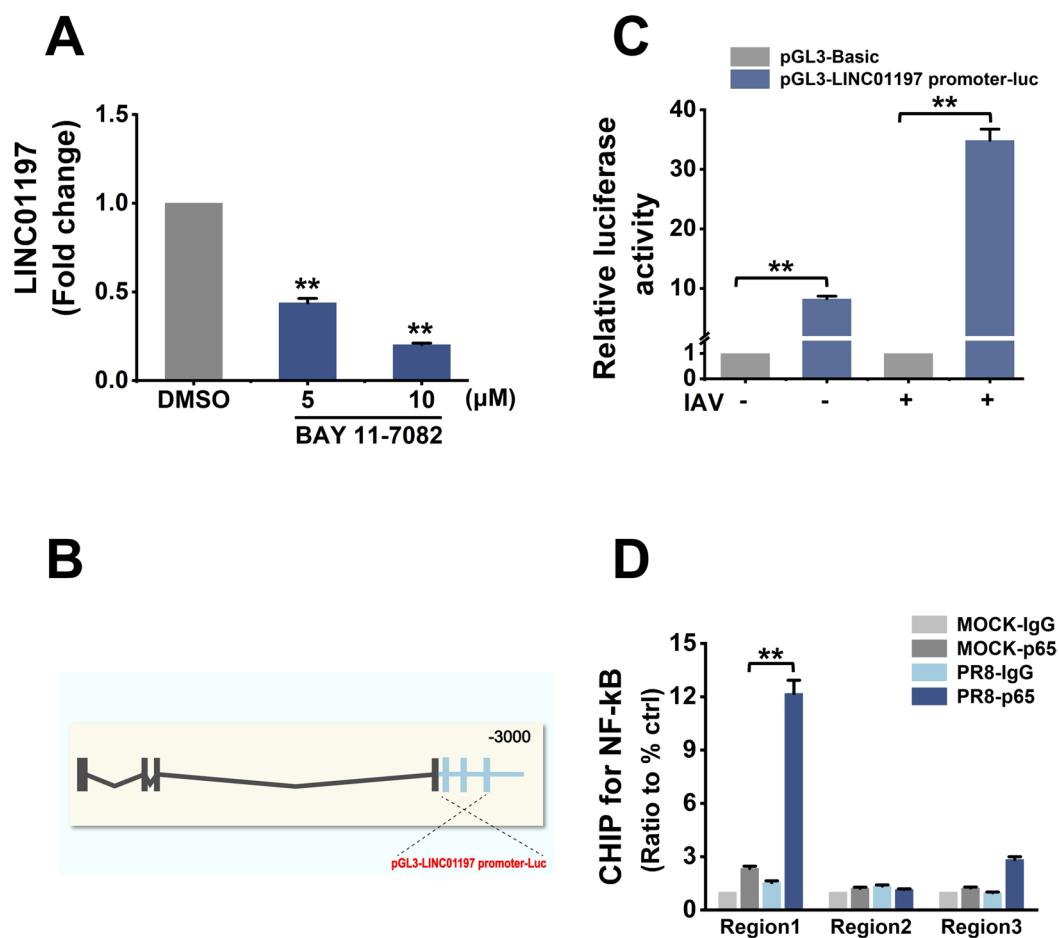 A
LINC01197
(Fold change)
1.5
1.0
0.5
0.0
**
**
DMSO
5
10
(μM)
BAY 11-7082
C
pGL3-Basic
pGL3-LINC01197 promoter-luc
Relative luciferase
activity
40
30
20
10
1
0
**
**
IAV
-
-
+
+
B
-3000
pGL3-LINC01197 promoter-Luc
D
MOCK-IgG
MOCK-p65
PR8-IgG
PR8-p65
CHIP for NF-kB
(Ratio to % ctrl)
15
12
9
6
3
0
**
Region1
Region2
Region3